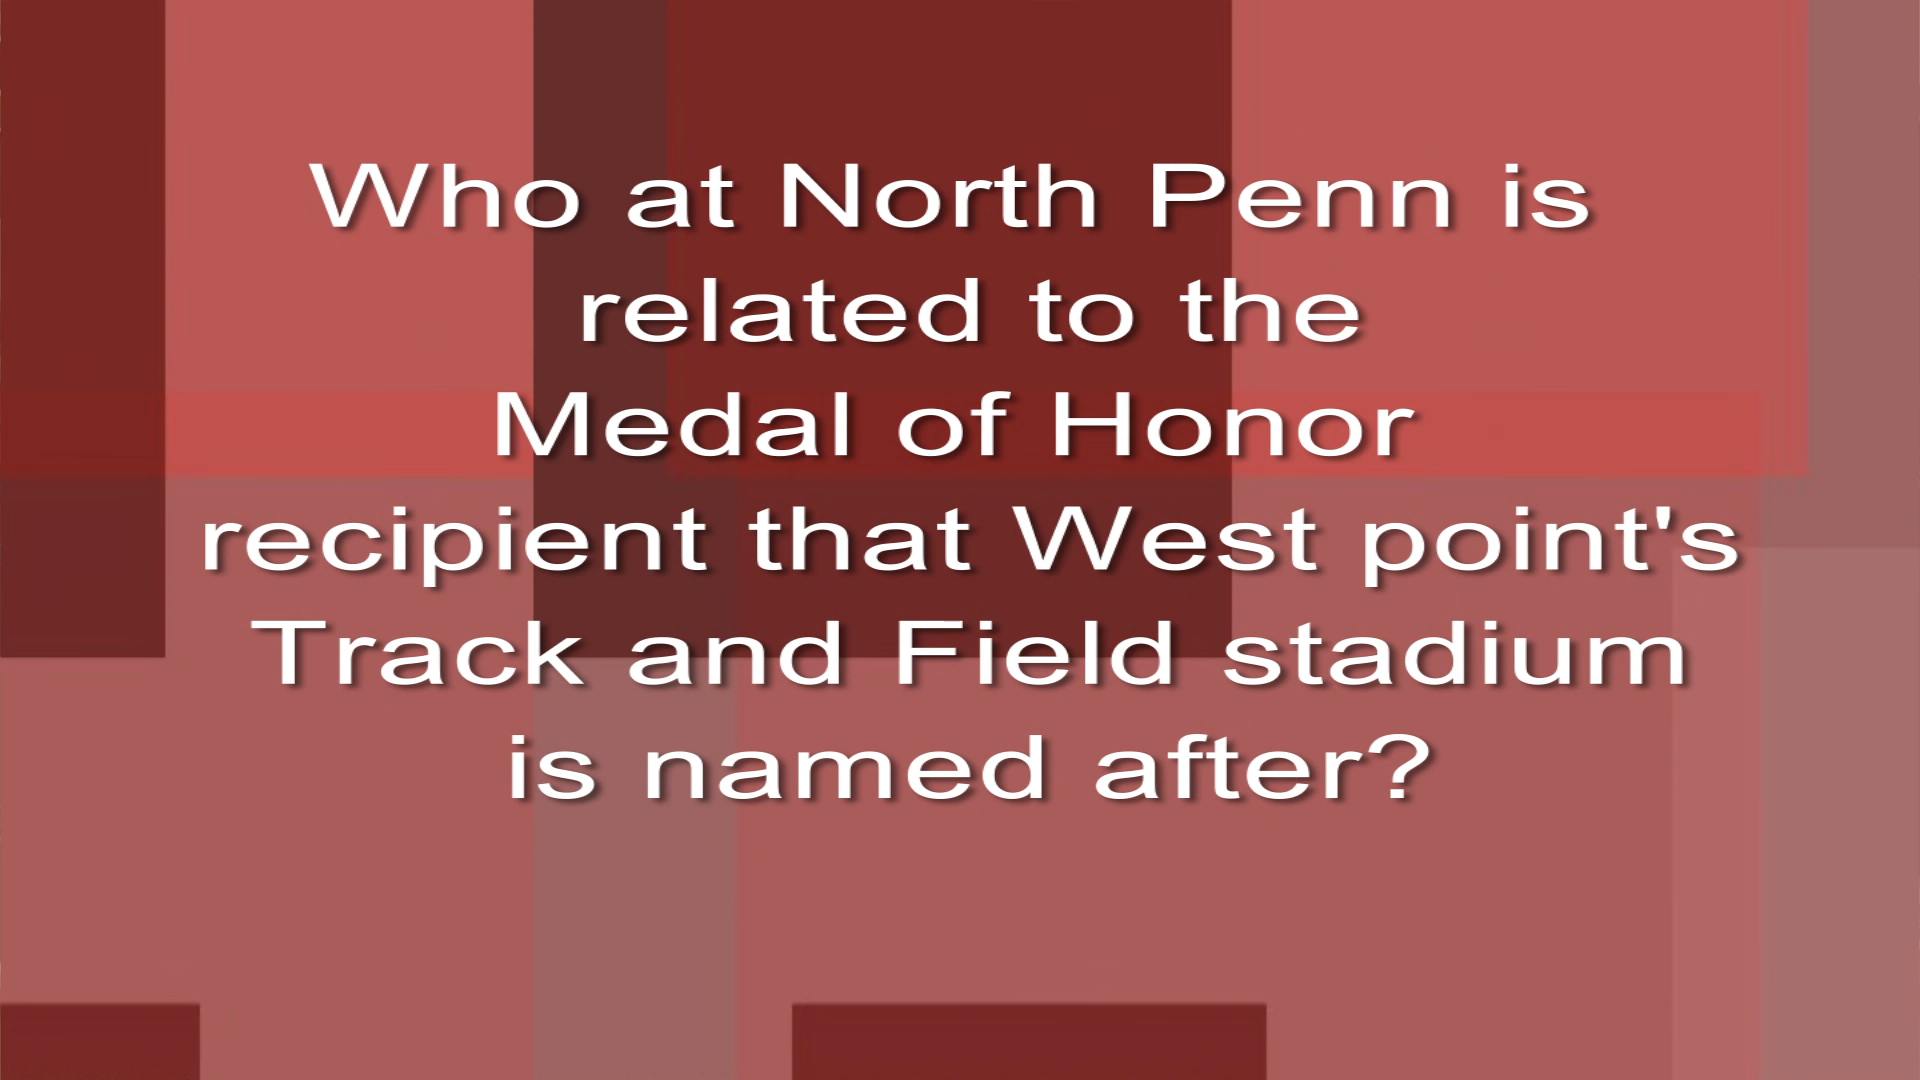 Who at North Penn is
related to the
Medal of Honor
recipient that West point's
Track and Field stadium
is named after?